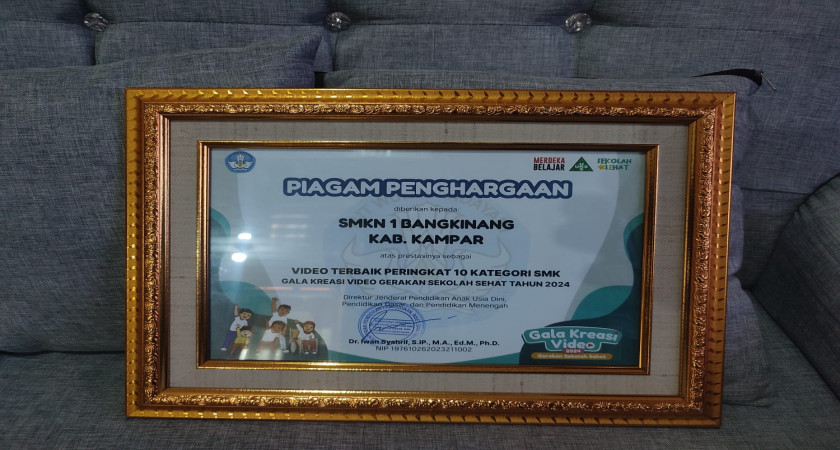 MERDEKA
BELAJAR
SEKOLAH
SEHAT
PIAGAM PENGHARGAAN
diberikan kepada:
SMKN 1 BANGKINANG
KAB. KAMPAR
atas prestasinya sebagai
VIDEO TERBAIK PERINGKAT 10 KATEGORI SMK
GALA KREASI VIDEO GERAKAN SEKOLAH SEHAT TAHUN 2024
Direktur Jenderal Pendidikan Anak Usia Dini,
Pendidikan Dasar, dan Pendidikan Menengah
Dr. Iwan Syahril, S.IP., M.A., Ed.M., Ph.D.
NIP 197610262023211002
Gala Kreasi
Video
2024
Gerakan Sekolah Sehat